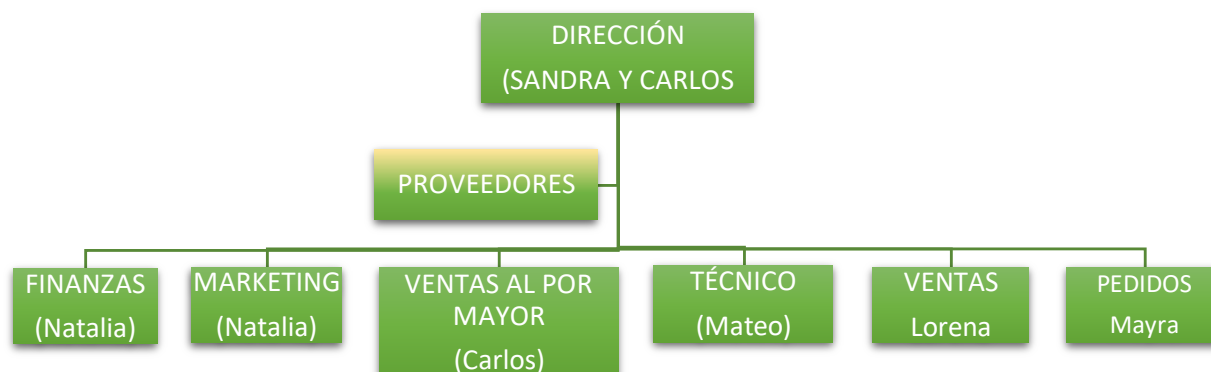 DIRECCIÓN
(SANDRA Y CARLOS
PROVEEDORES
FINANZAS
(Natalia)
MARKETING
(Natalia)
VENTAS AL POR
MAYOR
(Carlos)
TÉCNICO
(Mateo)
VENTAS
Lorena
PEDIDOS
Mayra